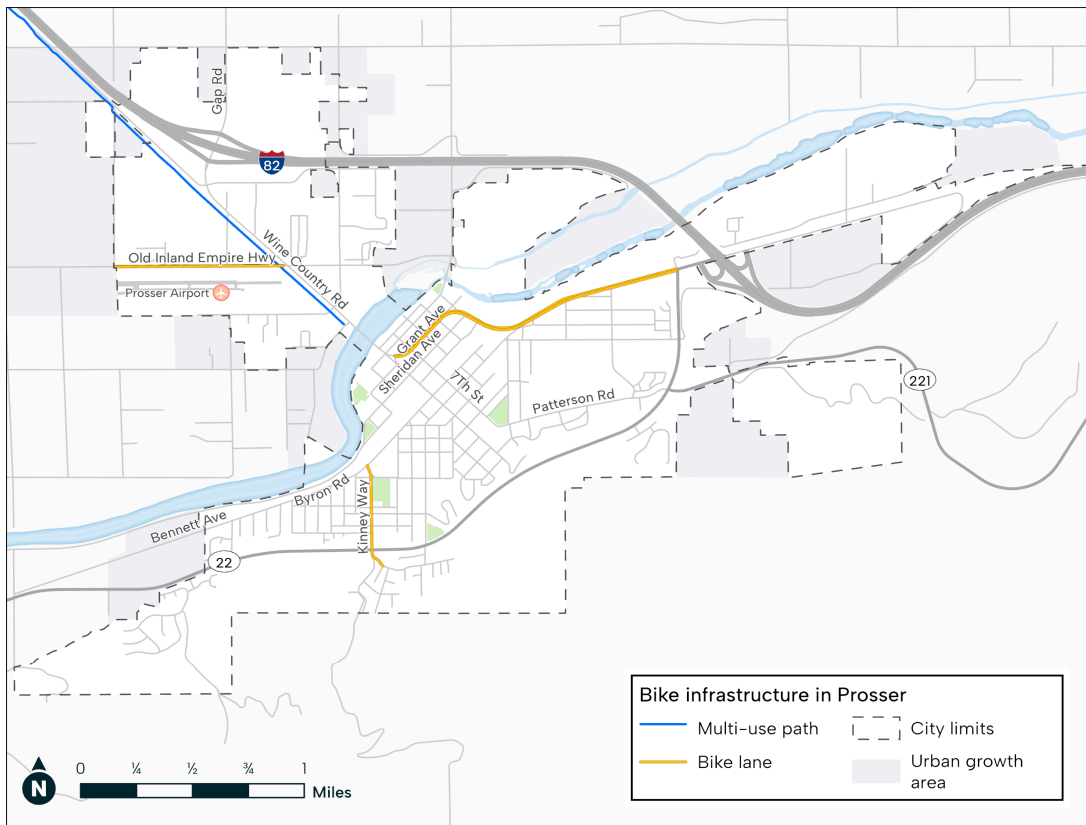 Gap Rd
82
Wine Country Rd
Old Inland Empire Hwy
Prosser Airport
Grant Ave
Sheridan Ave
7Th St
Patterson Rd
221
Byron Rd
Bennett Ave
Kinney Way
22
Bike infrastructure in Prosser
Multi-use path
City limits
Bike lane
Urban growth
area
0 ¼ ½ ¾ 1
Miles
N